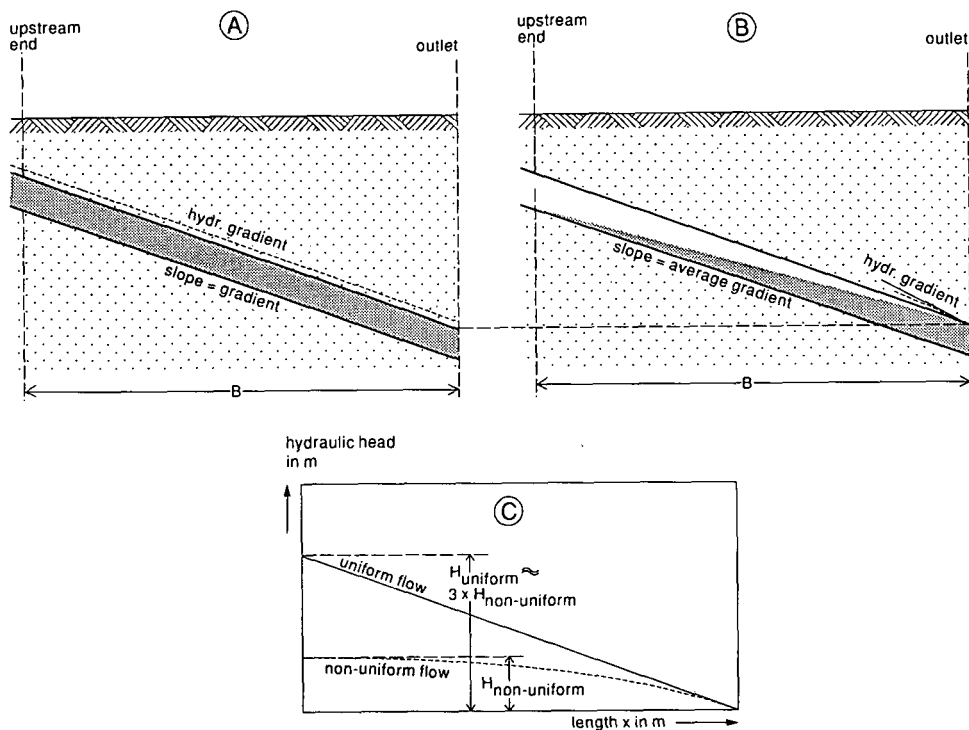 A
upstream
end
outlet
hydr. gradient
slope = gradient
B
B
upstream
end
outlet
hydr.
gradient
slope = average gradient
B
hydraulic head
in m
C
uniform flow
H uniform ≈
3 x H non-uniform
non-uniform flow
H non-uniform
length x in m